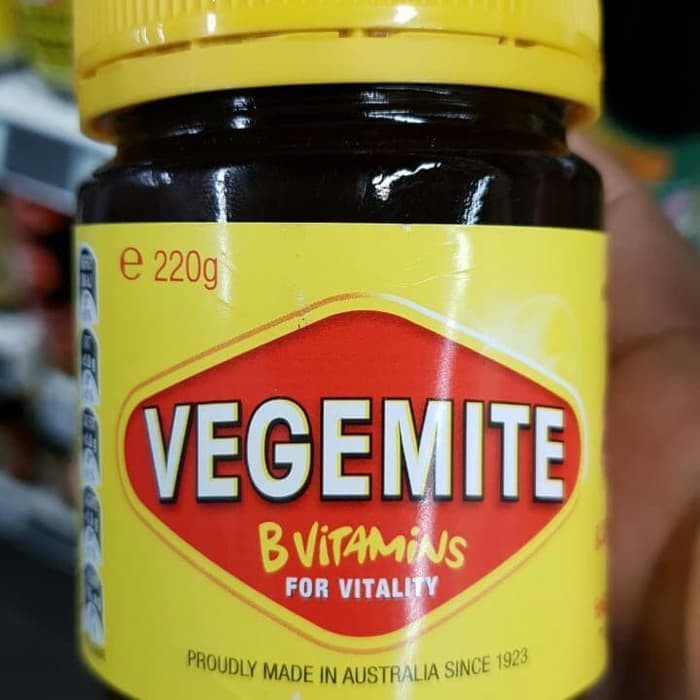 ℮ 220g
VEGEMITE
B VITAMINS
FOR VITALITY
PROUDLY MADE IN AUSTRALIA SINCE 1923